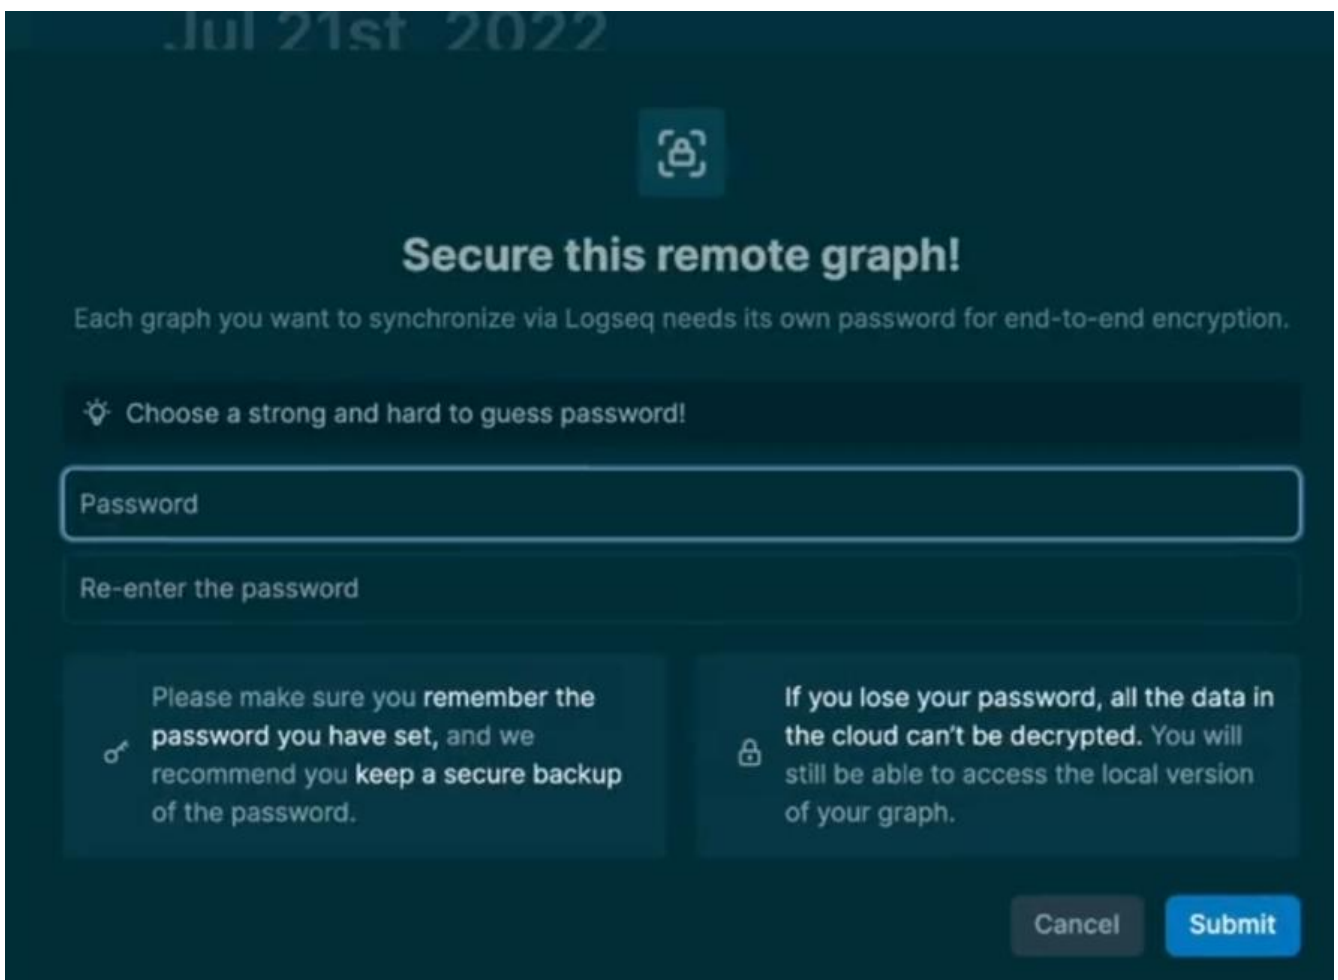 Jul 21st, 2022
Secure this remote graph!
Each graph you want to synchronize via Logseq needs its own password for end-to-end encryption.
Choose a strong and hard to guess password!
Password
Re-enter the password
Please make sure you remember the
password you have set, and we
recommend you keep a secure backup
of the password.
If you lose your password, all the data in
the cloud can't be decrypted. You will
still be able to access the local version
of your graph.
Cancel
Submit